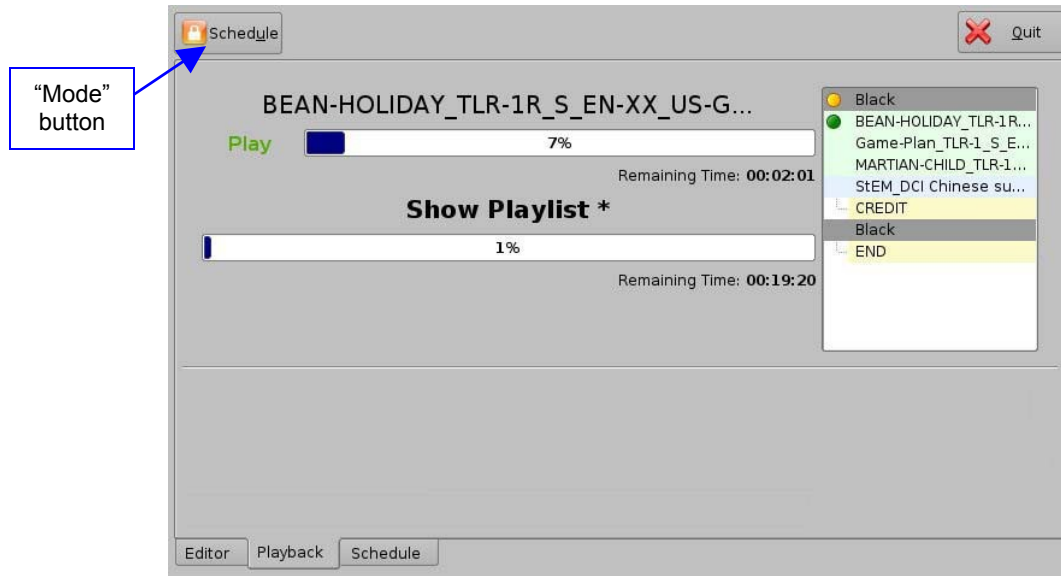 Schedule
Quit
“Mode”
button
BEAN-HOLIDAY_TLR-1R_S_EN-XX_US-G...
Play
7%
Remaining Time: 00:02:01
Show Playlist *
1%
Remaining Time: 00:19:20
Black
BEAN-HOLIDAY_TLR-1R...
Game-Plan_TLR-1_S_E...
MARTIAN-CHILD_TLR-1...
StEM_DCI Chinese su...
CREDIT
Black
END
Editor
Playback
Schedule